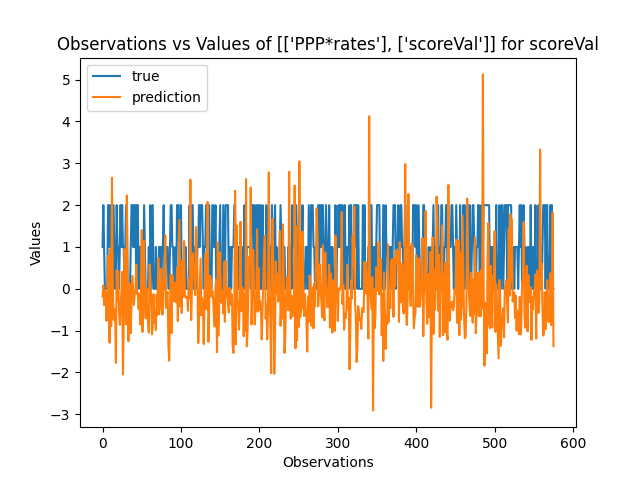 Observations vs Values of [['PPP*rates'], ['scoreVal']] for scoreVal
true
prediction
5
4
3
2
1
0
−1
−2
−3
Values
0 100 200 300 400 500 600
Observations